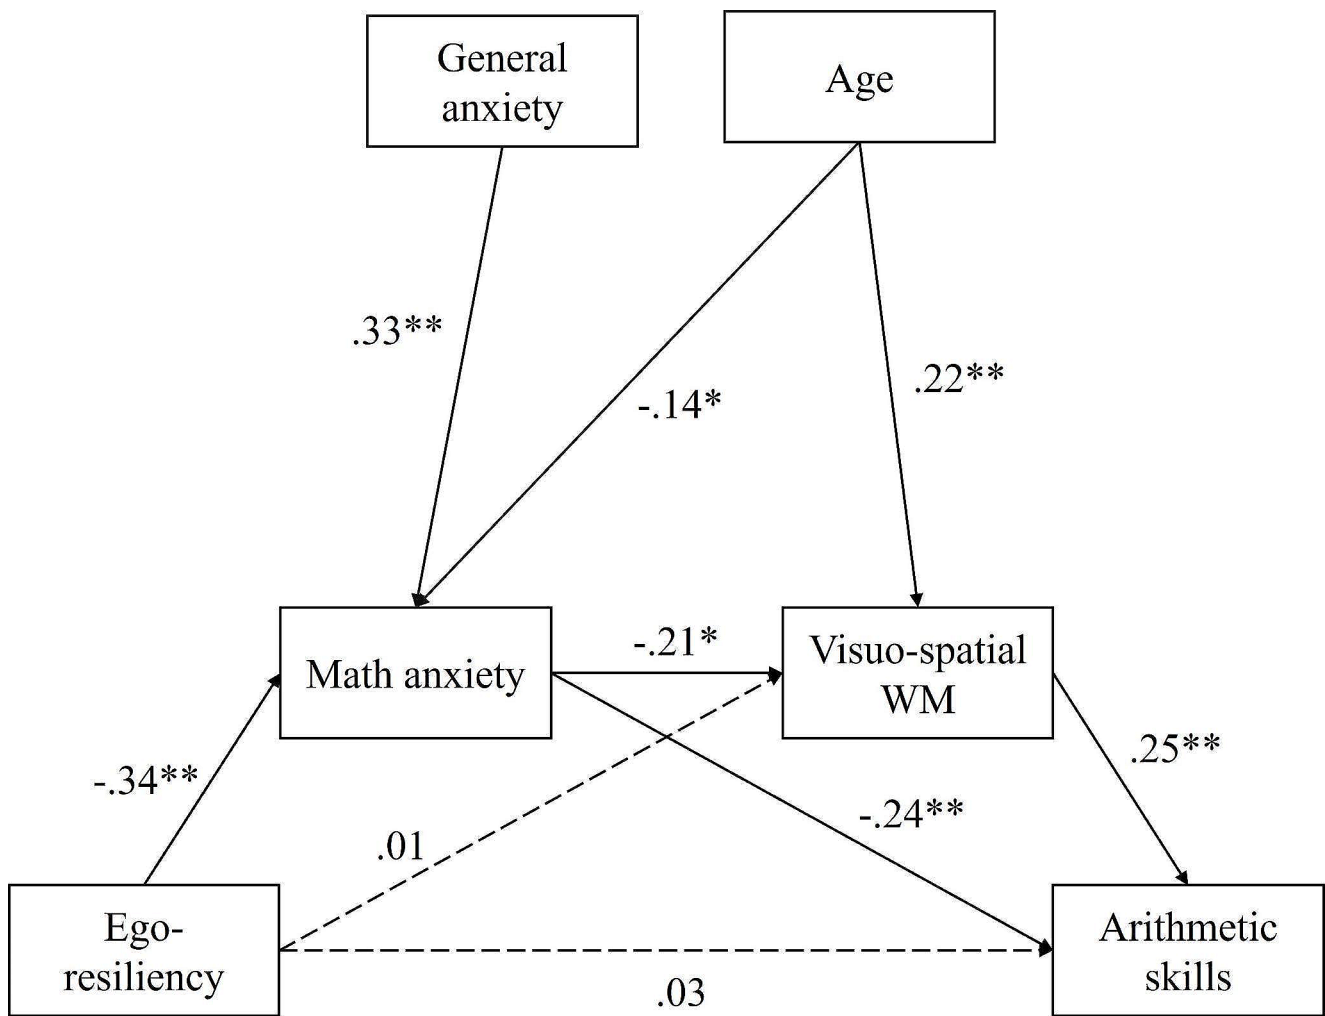 General
anxiety
Age
.33**
-.14*
.22**
Math anxiety
-.21*
Visuo-spatial
WM
-.34**
.01
-.24**
.25**
Ego-
resiliency
.03
Arithmetic
skills